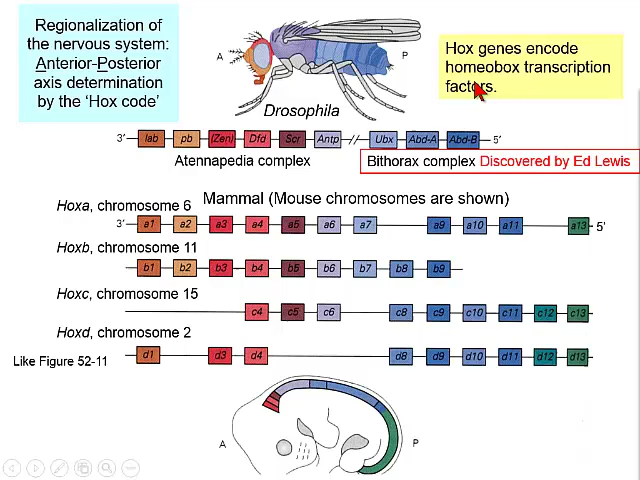 Regionalization of
the nervous system:
Anterior-Posterior
axis determination
by the ‘Hox code’
A
P
Drosophila
Hox genes encode
homeobox transcription
factors.
3′ lab pb (Zen) Dfd Scr Antp // Ubx Abd-A Abd-B 5′
Atennapedia complex
Bithorax complex Discovered by Ed Lewis
Mammal (Mouse chromosomes are shown)
Hoxa, chromosome 6
3′ a1 a2 a3 a4 a5 a6 a7 a9 a10 a11 a13 5′
Hoxb, chromosome 11
b1 b2 b3 b4 b5 b6 b7 b8 b9
Hoxc, chromosome 15
c4 c5 c6 c8 c9 c10 c11 c12 c13
Hoxd, chromosome 2
d1 d3 d4 d8 d9 d10 d11 d12 d13
Like Figure 52-11
A
P